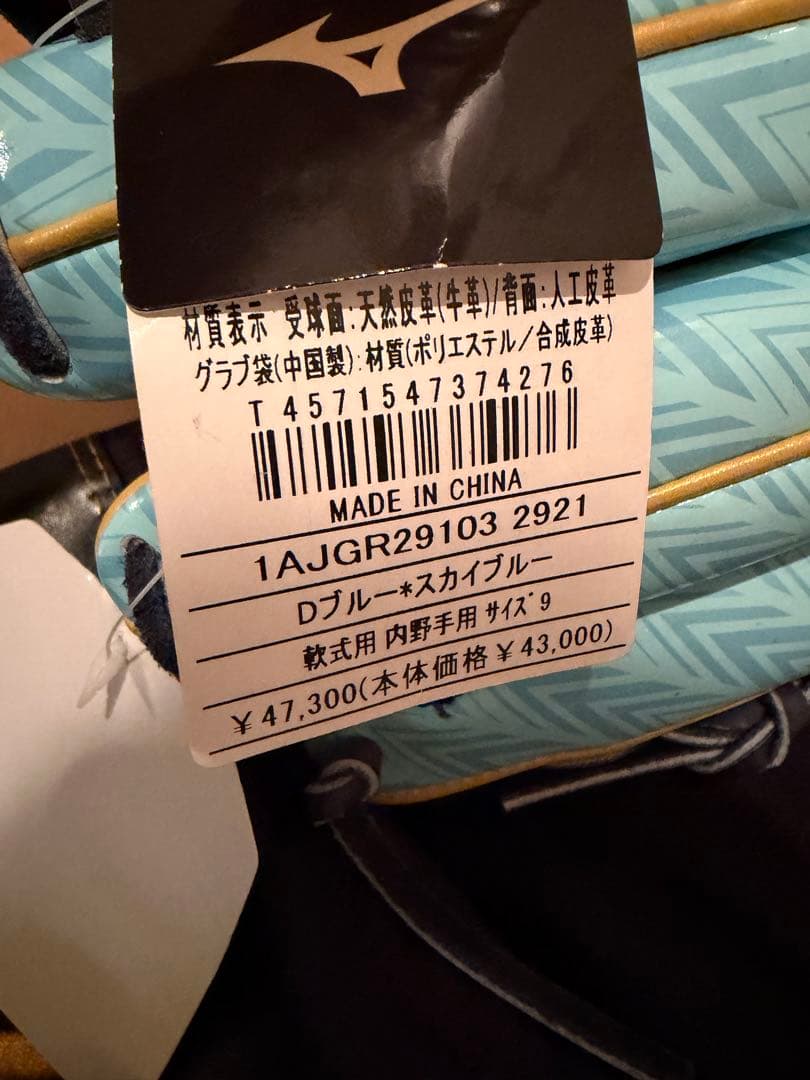 材質表示 受球面:天然皮革(牛革)/背面:人工皮革
グラブ袋(中国製):材質(ポリエステル/合成皮革)
T 4571547374276
MADE IN CHINA
1AJGR29103 2921
Dブルー*スカイブルー
軟式用 内野手用 サイズ9
¥47,300(本体価格¥43,000)